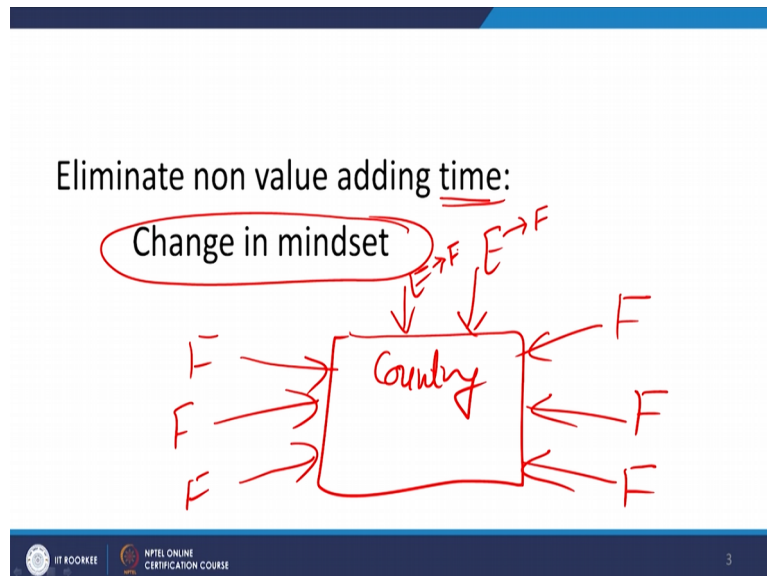 Eliminate non value adding time:
Change in mindset
E→F E→F
F F
Country
F F
F F
IIT ROORKEE NPTEL ONLINE CERTIFICATION COURSE 3